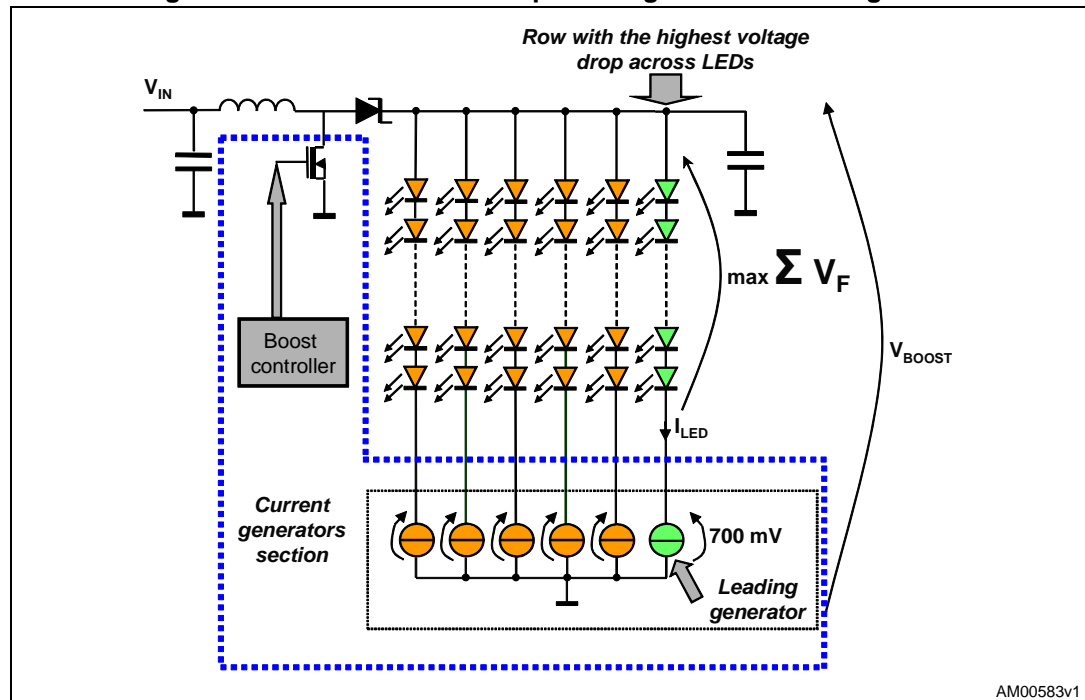 Row with the highest voltage
drop across LEDs
V_IN
max Σ V_F
Boost
controller
V_BOOST
I_LED
Current
generators
section
700 mV
Leading
generator
AM00583v1